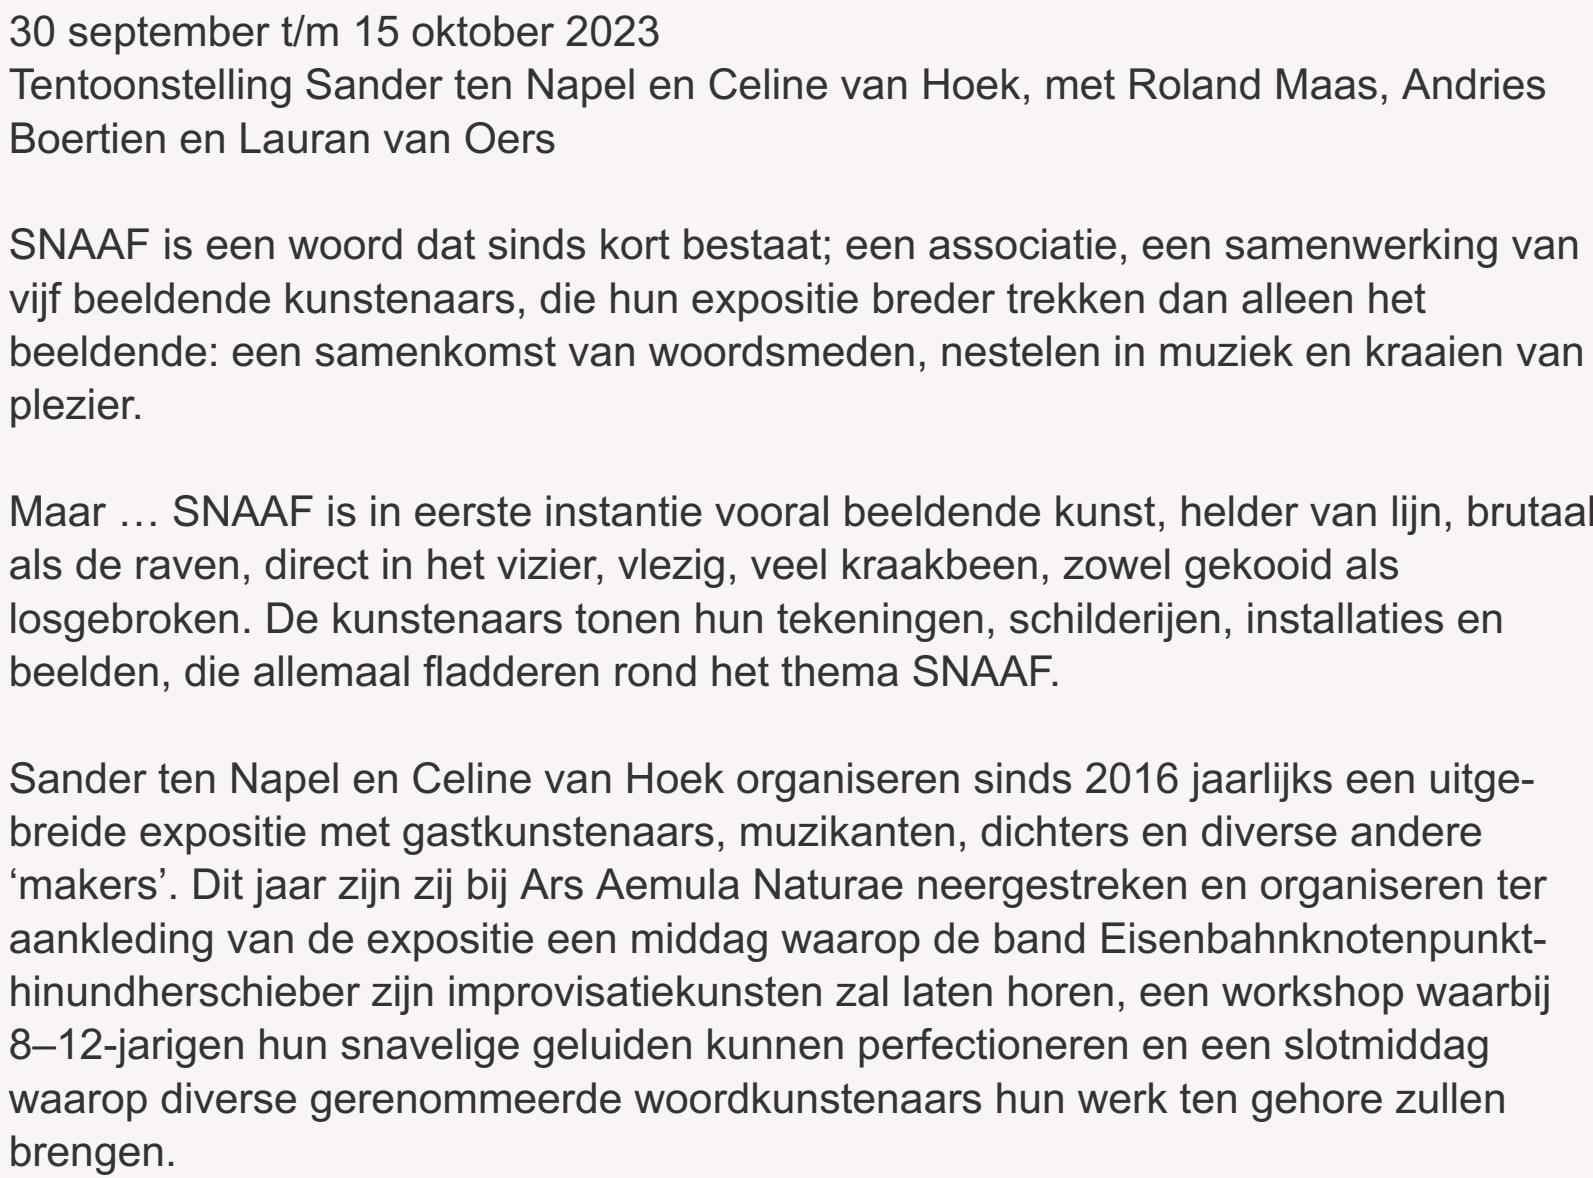 30 september t/m 15 oktober 2023
Tentoonstelling Sander ten Napel en Celine van Hoek, met Roland Maas, Andries
Boertien en Lauran van Oers
SNAAF is een woord dat sinds kort bestaat; een associatie, een samenwerking van
vijf beeldende kunstenaars, die hun expositie breder trekken dan alleen het
beeldende: een samenkomst van woordsmeden, nestelen in muziek en kraaien van
plezier.
Maar … SNAAF is in eerste instantie vooral beeldende kunst, helder van lijn, brutaal
als de raven, direct in het vizier, vlezig, veel kraakbeen, zowel gekooid als
losgebroken. De kunstenaars tonen hun tekeningen, schilderijen, installaties en
beelden, die allemaal fladderen rond het thema SNAAF.
Sander ten Napel en Celine van Hoek organiseren sinds 2016 jaarlijks een uitge-
breide expositie met gastkunstenaars, muzikanten, dichters en diverse andere
‘makers’. Dit jaar zijn zij bij Ars Aemula Naturae neergestreken en organiseren ter
aankleding van de expositie een middag waarop de band Eisenbahnknotenpunkt-
hinundherschieber zijn improvisatiekunsten zal laten horen, een workshop waarbij
8–12-jarigen hun snavelige geluiden kunnen perfectioneren en een slotmiddag
waarop diverse gerenommeerde woordkunstenaars hun werk ten gehore zullen
brengen.